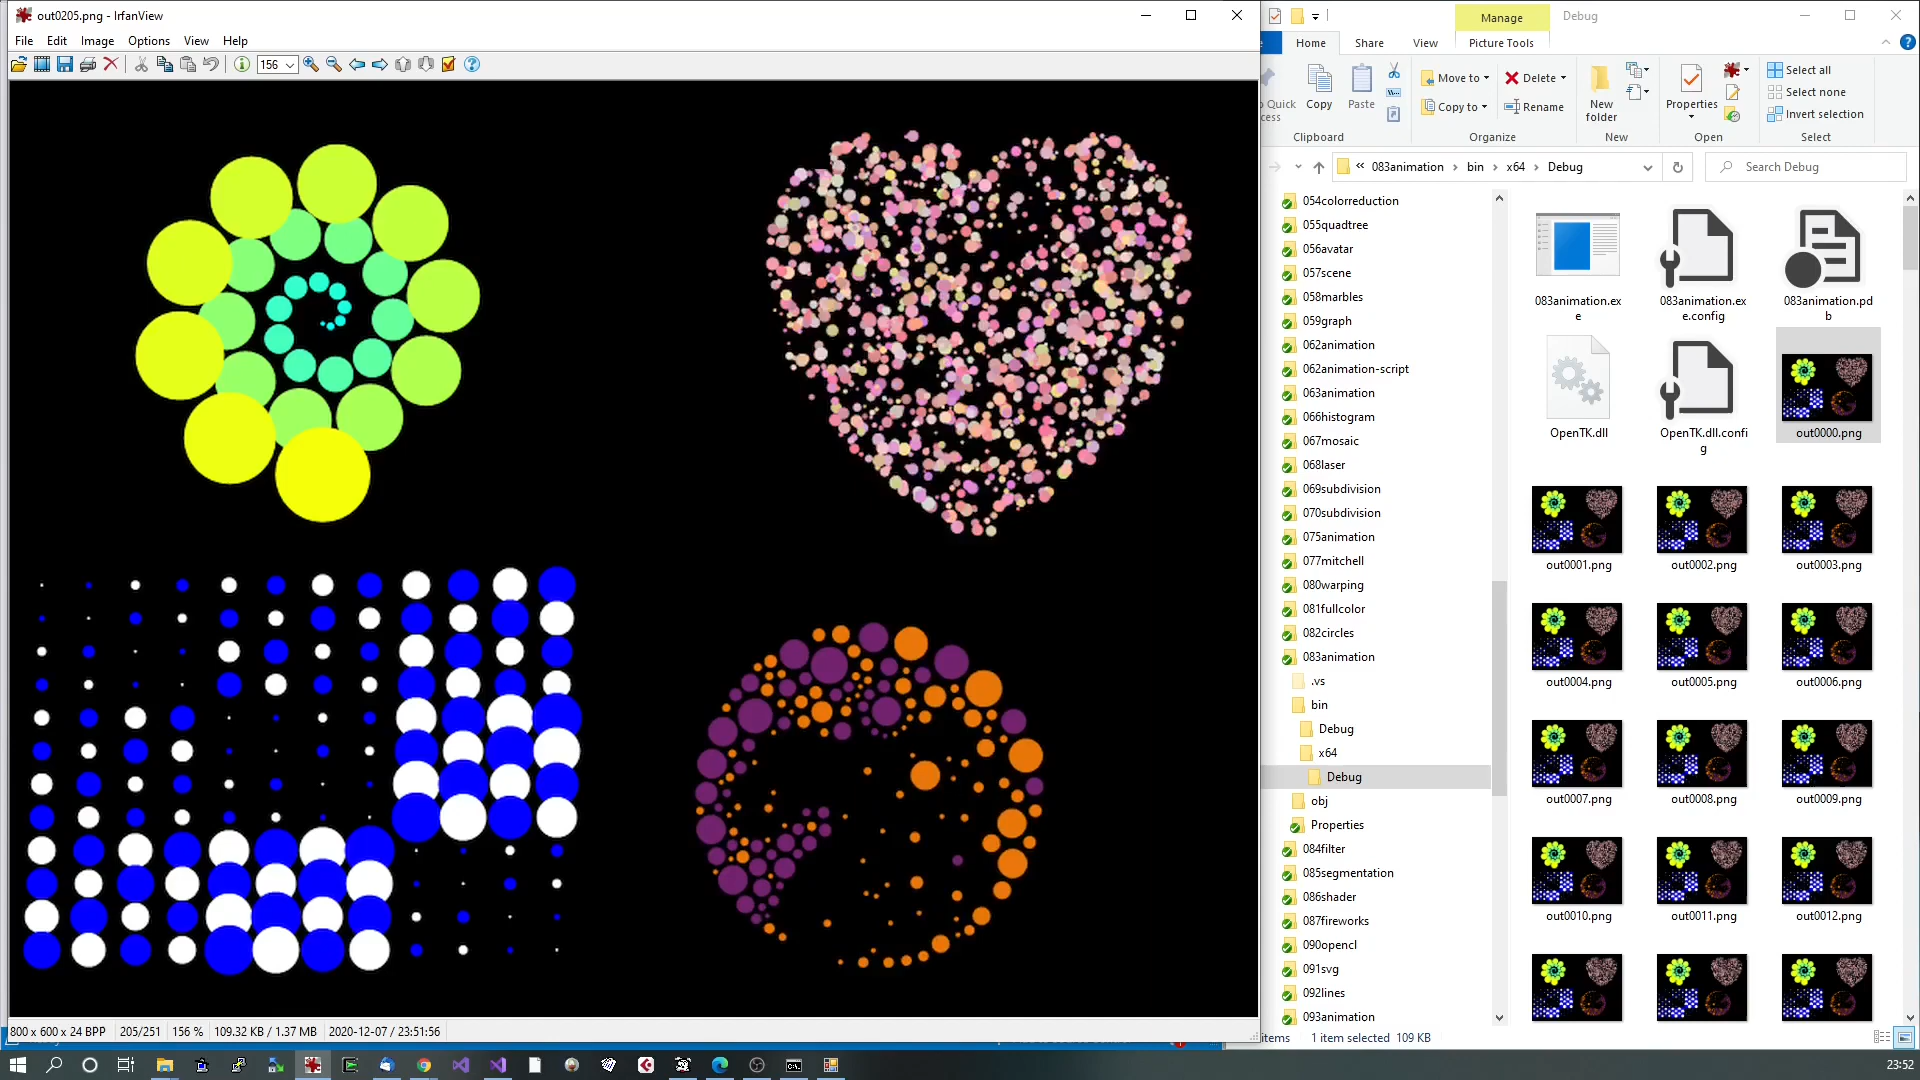 out0205.png - IrfanView
File Edit Image Options View Help
156
800 x 600 x 24 BPP 205/251 156 % 109.32 KB / 1.37 MB 2020-12-07 / 23:51:56
Manage
Debug
Home Share View Picture Tools
Quick
Copy
Paste
Clipboard
Move to
Copy to
Delete
Rename
Organize
New
folder
New
Properties
Open
Select all
Select none
Invert selection
Select
« 083animation › bin › x64 › Debug
Search Debug
054colorreduction
055quadtree
056avatar
057scene
058marbles
059graph
062animation
062animation-script
063animation
066histogram
067mosaic
068laser
069subdivision
070subdivision
075animation
077mitchell
080warping
081fullcolor
082circles
083animation
.vs
bin
Debug
x64
Debug
obj
Properties
084filter
085segmentation
086shader
087fireworks
090opencl
091svg
092lines
093animation
083animation.ex
e
083animation.ex
e.config
083animation.pd
b
OpenTK.dll
OpenTK.dll.confi
g
out0000.png
out0001.png
out0002.png
out0003.png
out0004.png
out0005.png
out0006.png
out0007.png
out0008.png
out0009.png
out0010.png
out0011.png
out0012.png
items 1 item selected 109 KB
23:52